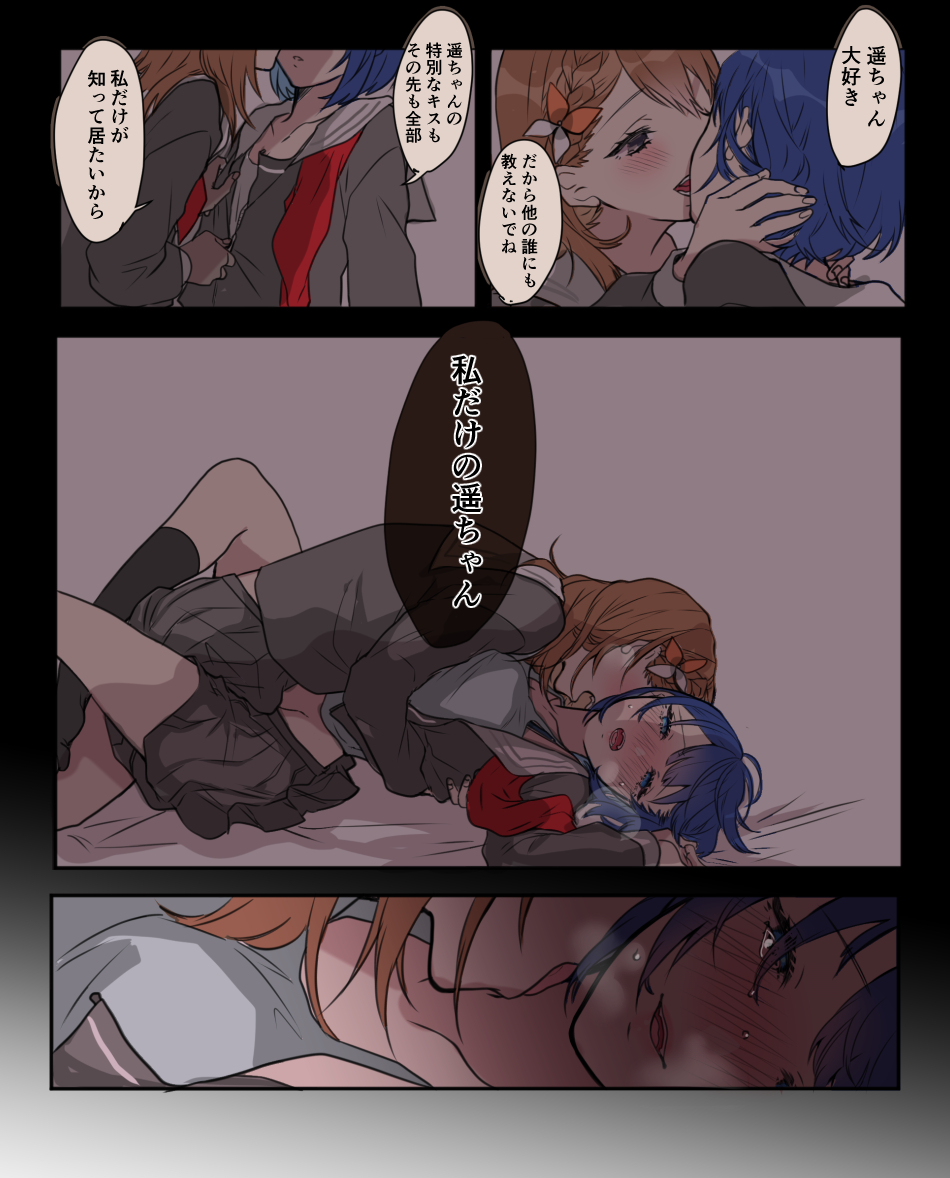 遥ちゃん
大好き
だから他の誰にも
教えないでね
遥ちゃんの
特別なキスも
その先も全部
私だけが
知って居たいから
私だけの遥ちゃん